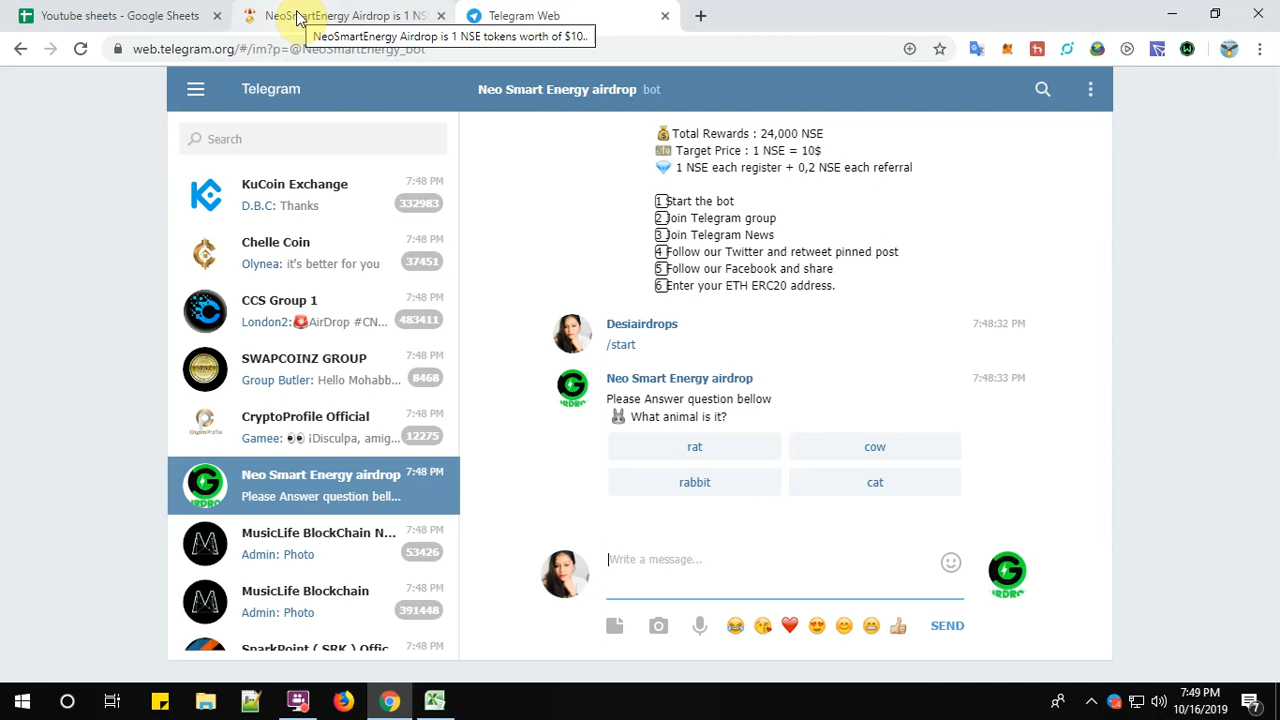 Youtube sheets - Google Sheets
NeoSmartEnergy Airdrop is 1 NS
Telegram Web
NeoSmartEnergy Airdrop is 1 NSE tokens worth of $10..
web.telegram.org/#/im?p=@NeoSmartEnergy_bot
Telegram
Neo Smart Energy airdrop bot
Search
KuCoin Exchange 7:48 PM
D.B.C: Thanks 332983
Chelle Coin 7:48 PM
Olynea: it's better for you 37451
CCS Group 1 7:48 PM
London2:🚨AirDrop #CN... 483411
SWAPCOINZ GROUP 7:48 PM
Group Butler: Hello Mohabb... 8468
CryptoProfile Official 7:48 PM
Gamee: 👀 ¡Disculpa, amig... 12275
Neo Smart Energy airdrop 7:48 PM
Please Answer question bell...
MusicLife BlockChain N... 7:48 PM
Admin: Photo 53426
MusicLife Blockchain 7:48 PM
Admin: Photo 391448
SparkPoint ( SRK ) Offic... 7:48 PM
💰Total Rewards : 24,000 NSE
💵 Target Price : 1 NSE = 10$
💎 1 NSE each register + 0,2 NSE each referral
1 Start the bot
2 Join Telegram group
3 Join Telegram News
4 Follow our Twitter and retweet pinned post
5 Follow our Facebook and share
6 Enter your ETH ERC20 address.
Desiairdrops 7:48:32 PM
/start
Neo Smart Energy airdrop 7:48:33 PM
Please Answer question bellow
🐰 What animal is it?
rat cow
rabbit cat
Write a message...
SEND
7:49 PM
10/16/2019
7